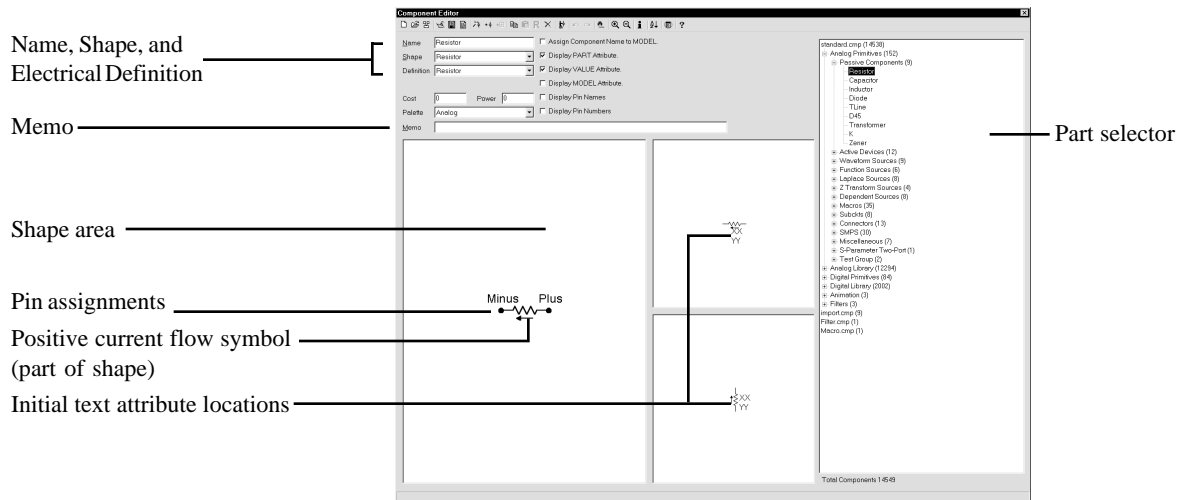 Component Editor
Name, Shape, and
Electrical Definition
Memo
Shape area
Pin assignments
Positive current flow symbol
(part of shape)
Initial text attribute locations
Name Resistor
Shape Resistor
Definition Resistor
Cost 0 Power 0
Palette Analog
Memo
Assign Component Name to MODEL.
Display PART Attribute.
Display VALUE Attribute.
Display MODEL Attribute.
Display Pin Names
Display Pin Numbers
Minus Plus
XX
YY
XX
YY
standard.cmp (14538)
Analog Primitives (152)
Passive Components (9)
Resistor
Capacitor
Inductor
Diode
TLine
D45
Transformer
K
Zener
Active Devices (12)
Waveform Sources (9)
Function Sources (6)
Laplace Sources (8)
Z Transform Sources (4)
Dependent Sources (8)
Macros (35)
Subckts (8)
Connectors (13)
SMPS (30)
Miscellaneous (7)
S-Parameter Two-Port (1)
Test Group (2)
Analog Library (12294)
Digital Primitives (84)
Digital Library (2002)
Animation (3)
Filters (3)
import.cmp (9)
Filter.cmp (1)
Macro.cmp (1)
Total Components 14549
Part selector